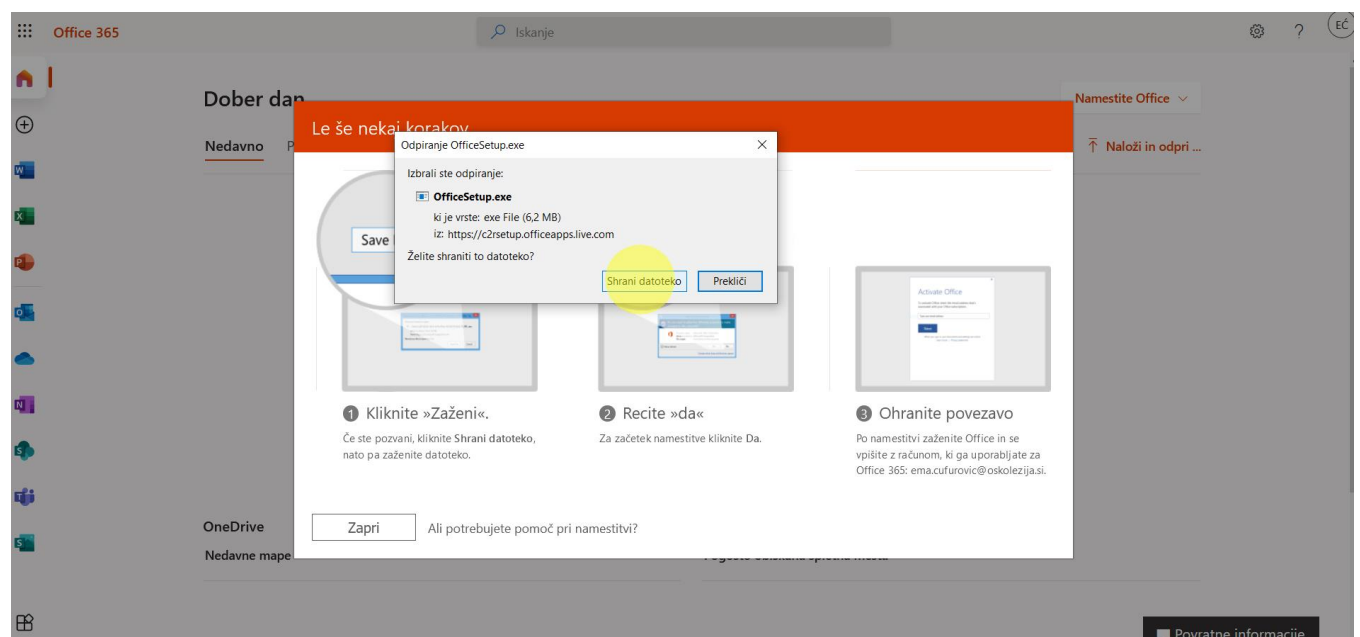 Office 365
Iskanje
?
EĆ
Dober dan
Namestite Office
Nedavno
Naloži in odpri ...
Le še nekaj korakov
Odpiranje OfficeSetup.exe
Izbrali ste odpiranje:
OfficeSetup.exe
ki je vrste: exe File (6,2 MB)
iz: https://c2rsetup.officeapps.live.com
Želite shraniti to datoteko?
Shrani datoteko
Prekliči
Save
Activate Office
1 Kliknite »Zaženi«.
Če ste pozvani, kliknite Shrani datoteko,
nato pa zaženite datoteko.
2 Recite »da«
Za začetek namestitve kliknite Da.
3 Ohranite povezavo
Po namestitvi zaženite Office in se
vpišite z računom, ki ga uporabljate za
Office 365: ema.cufurovic@oskolezija.si.
Zapri
Ali potrebujete pomoč pri namestitvi?
OneDrive
Nedavne mape
Povratne informacije